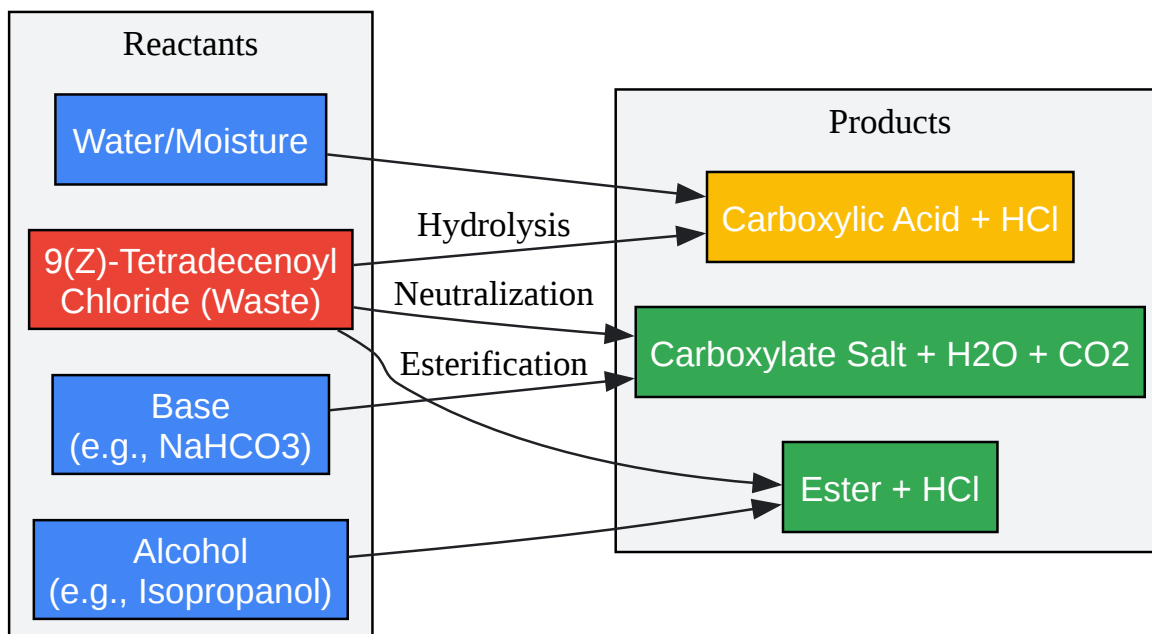 Reactants
Water/Moisture
9(Z)-Tetradecenoyl
Chloride (Waste)
Base
(e.g., NaHCO3)
Alcohol
(e.g., Isopropanol)
Hydrolysis
Neutralization
Esterification
Products
Carboxylic Acid + HCl
Carboxylate Salt + H2O + CO2
Ester + HCl